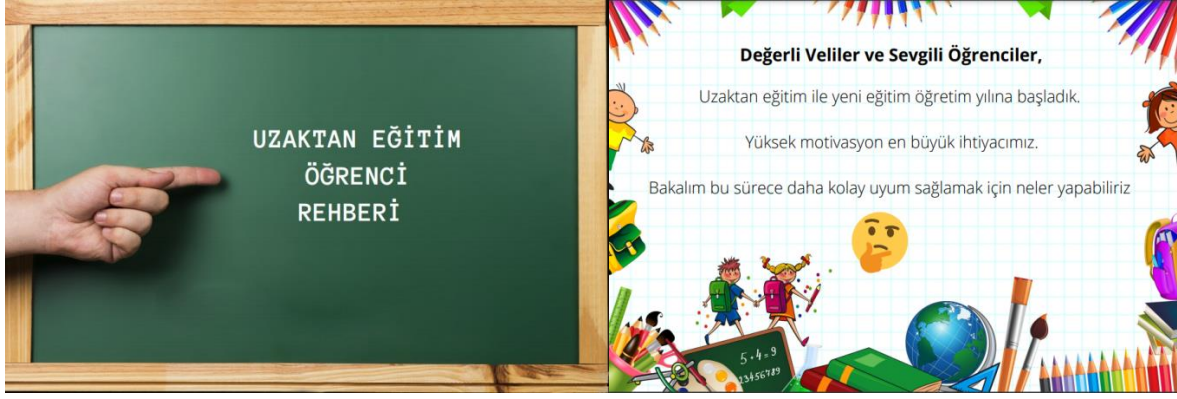 UZAKTAN EĞİTİM
ÖĞRENCİ
REHBERİ
Değerli Veliler ve Sevgili Öğrenciler,
Uzaktan eğitim ile yeni eğitim öğretim yılına başladık.
Yüksek motivasyon en büyük ihtiyacımız.
Bakalım bu sürece daha kolay uyum sağlamak için neler yapabiliriz
5·4=9
23456789